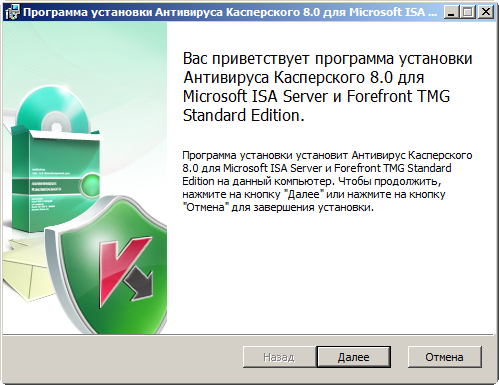 Программа установки Антивируса Касперского 8.0 для Microsoft ISA ...
Вас приветствует программа установки
Антивируса Касперского 8.0 для
Microsoft ISA Server и Forefront TMG
Standard Edition.
Программа установки установит Антивирус Касперского
8.0 для Microsoft ISA Server и Forefront TMG Standard
Edition на данный компьютер. Чтобы продолжить,
нажмите на кнопку "Далее" или нажмите на кнопку
"Отмена" для завершения установки.
Назад
Далее
Отмена